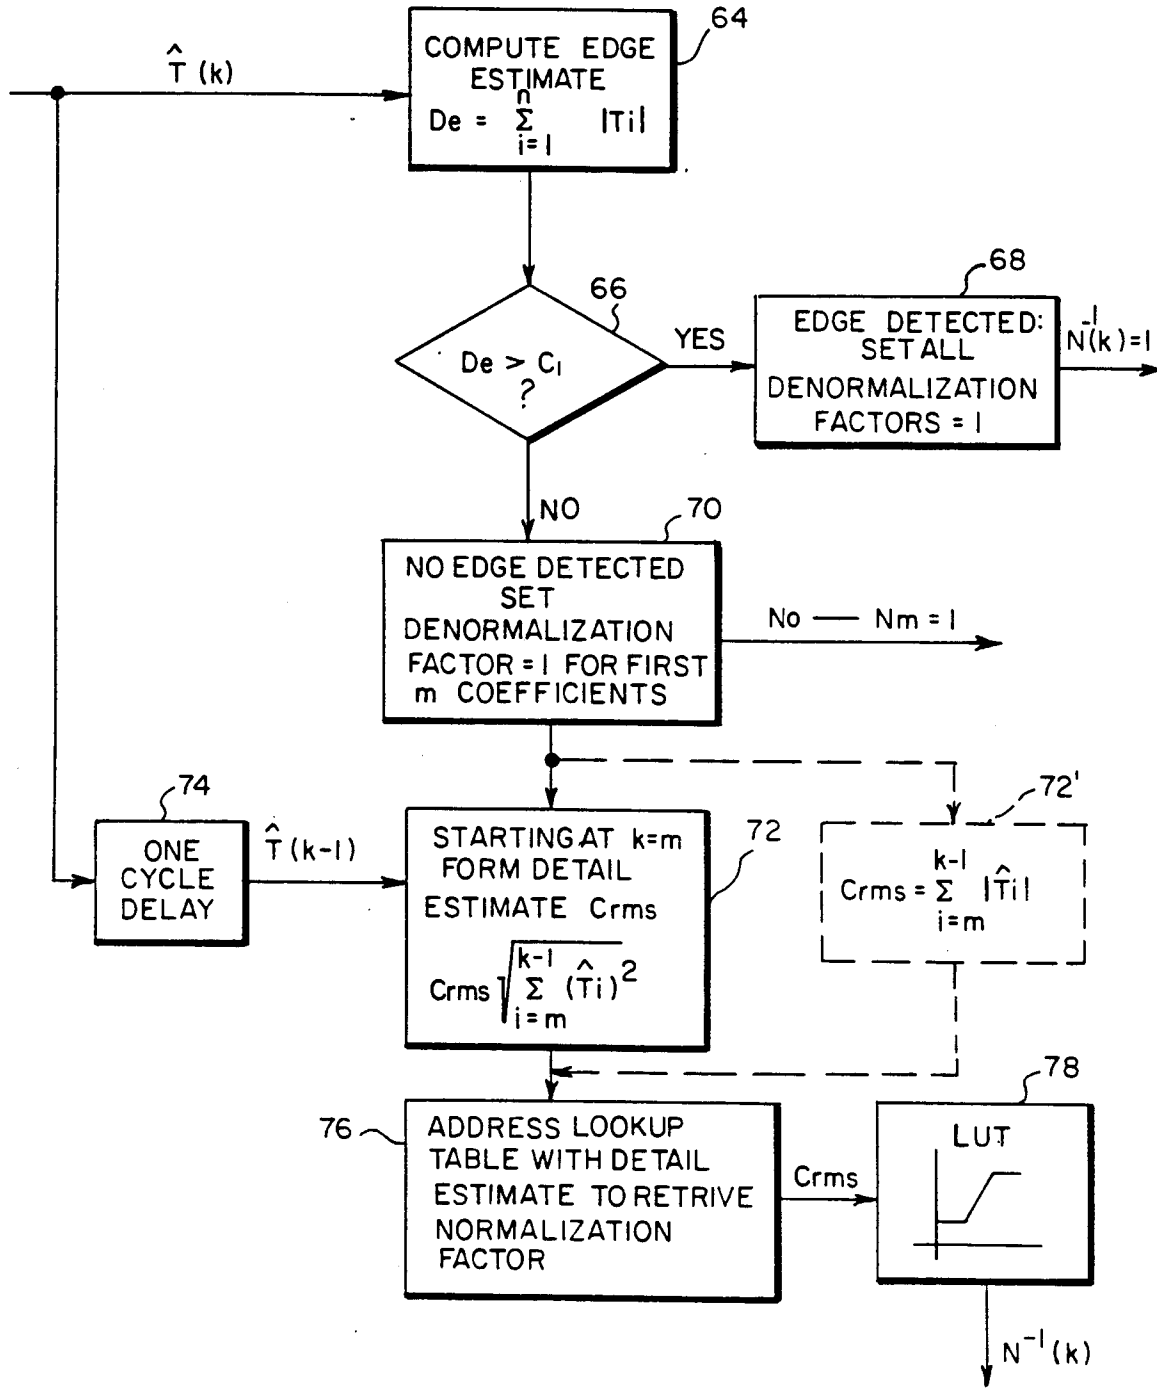 64
COMPUTE EDGE
ESTIMATE
De = n Σ i=1 |Ti|
T̂ (k)
66
De > C1
?
YES
68
EDGE DETECTED:
SET ALL
DENORMALIZATION
FACTORS = 1
N⁻¹(k)=1
NO
70
NO EDGE DETECTED
SET
DENORMALIZATION
FACTOR = 1 FOR FIRST
m COEFFICIENTS
No — Nm = 1
74
ONE
CYCLE
DELAY
T̂ (k-1)
72
STARTING AT k=m
FORM DETAIL
ESTIMATE Crms
Crms √ k-1 Σ i=m (T̂i)²
72'
Crms = k-1 Σ i=m |T̂i|
76
ADDRESS LOOKUP
TABLE WITH DETAIL
ESTIMATE TO RETRIVE
NORMALIZATION
FACTOR
Crms
78
LUT
N⁻¹ (k)